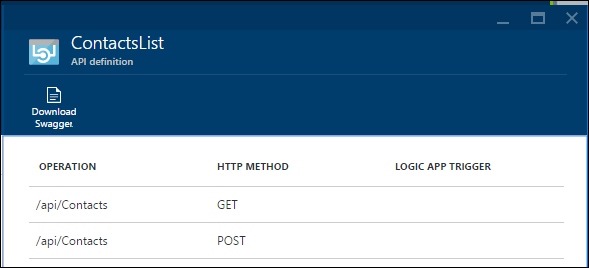 ContactsList
API definition
Download
Swagger
OPERATION HTTP METHOD LOGIC APP TRIGGER
/api/Contacts GET
/api/Contacts POST